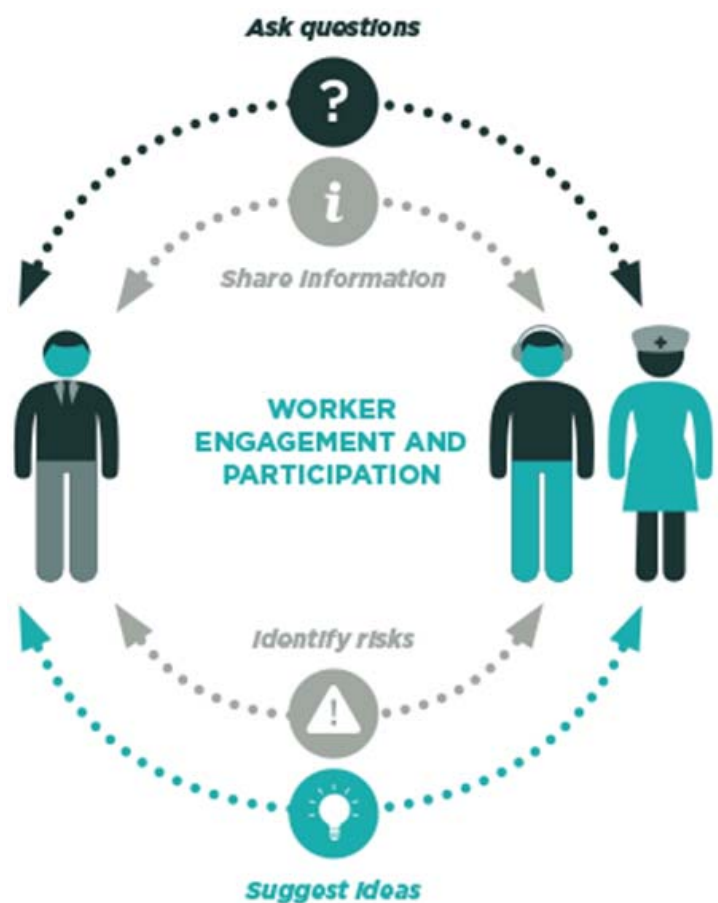 Ask questions
?
i
Share information
WORKER
ENGAGEMENT AND
PARTICIPATION
Identify risks
!
Suggest ideas